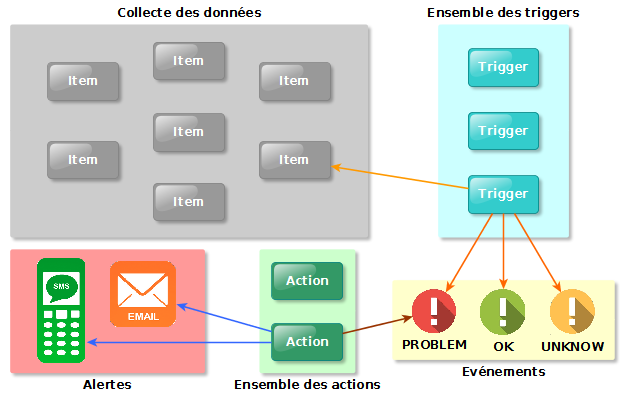 Collecte des données
Ensemble des triggers
Item
Item
Item
Item
Item
Item
Item
Trigger
Trigger
Trigger
SMS
EMAIL
Action
Action
PROBLEM
OK
UNKNOW
Alertes
Ensemble des actions
Evénements